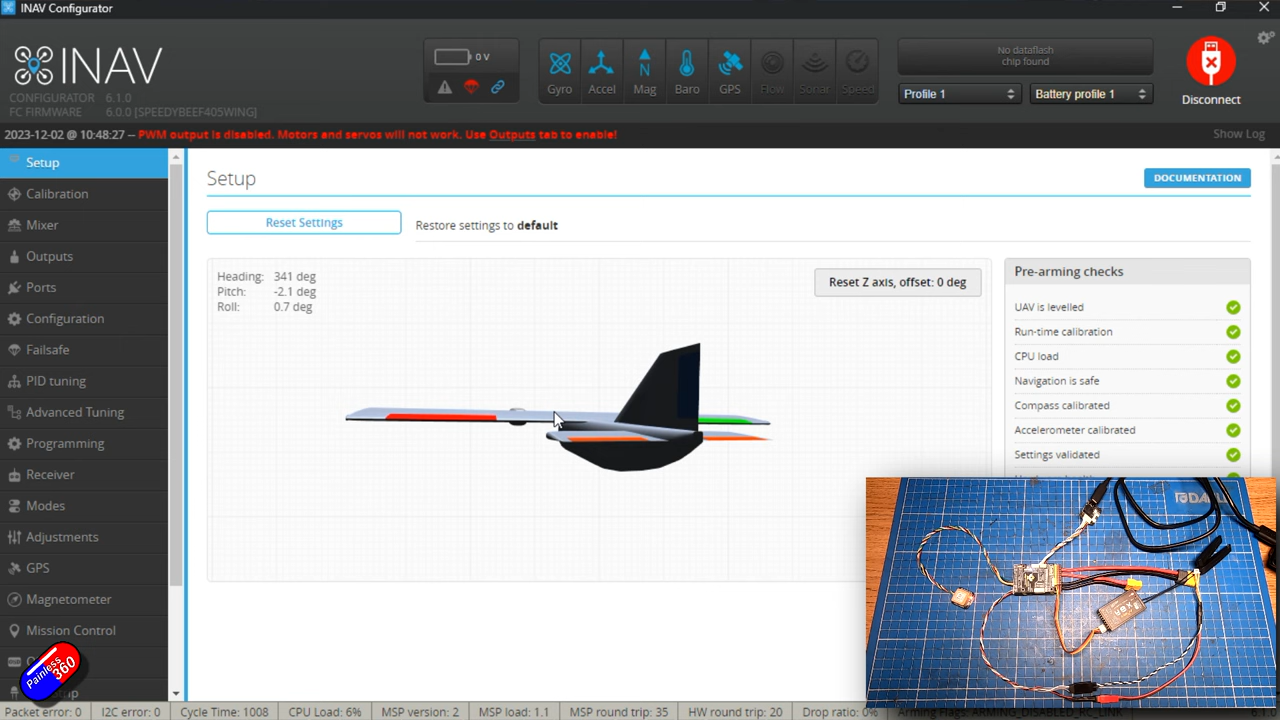 INAV Configurator
INAV
CONFIGURATOR 6.1.0
FC FIRMWARE 6.0.0 [SPEEDYBEEF405WING]
0 V
Gyro
Accel
Mag
Baro
GPS
Flow
Sonar
Speed
No dataflash
chip found
Profile 1
Battery profile 1
Disconnect
2023-12-02 @ 10:48:27 -- PWM output is disabled. Motors and servos will not work. Use Outputs tab to enable!
Show Log
Setup
Calibration
Mixer
Outputs
Ports
Configuration
Failsafe
PID tuning
Advanced Tuning
Programming
Receiver
Modes
Adjustments
GPS
Magnetometer
Mission Control
Setup
DOCUMENTATION
Reset Settings
Restore settings to default
Heading: 341 deg
Pitch: -2.1 deg
Roll: 0.7 deg
Reset Z axis, offset: 0 deg
Pre-arming checks
UAV is levelled
Run-time calibration
CPU load
Navigation is safe
Compass calibrated
Accelerometer calibrated
Settings validated
Painless
360
Packet error: 0
I2C error: 0
Cycle Time: 1008
CPU Load: 6%
MSP version: 2
MSP load: 1.1
MSP round trip: 35
HW round trip: 20
Drop ratio: 0%